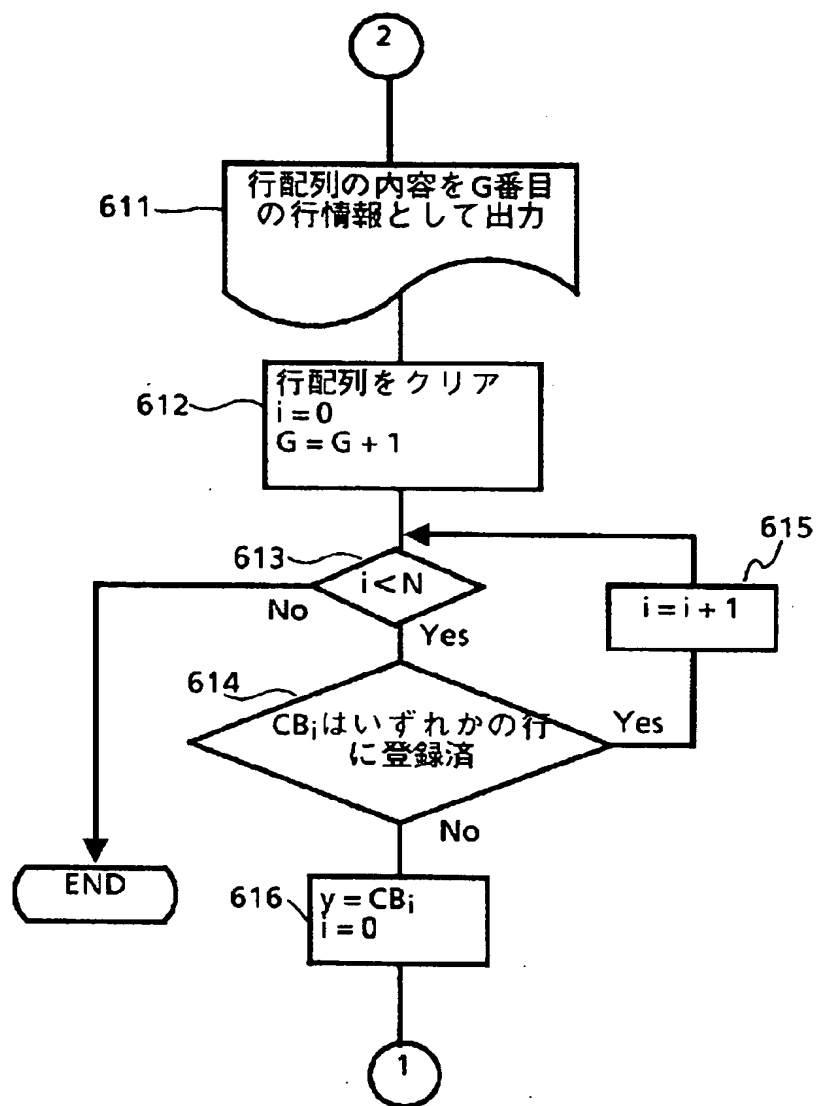 2
行配列の内容をG番目
の行情報として出力
611
行配列をクリア
i=0
G=G+1
612
613
i<N
No
Yes
615
i=i+1
614
CBiはいずれかの行
に登録済
Yes
No
END
616
y=CBi
i=0
1